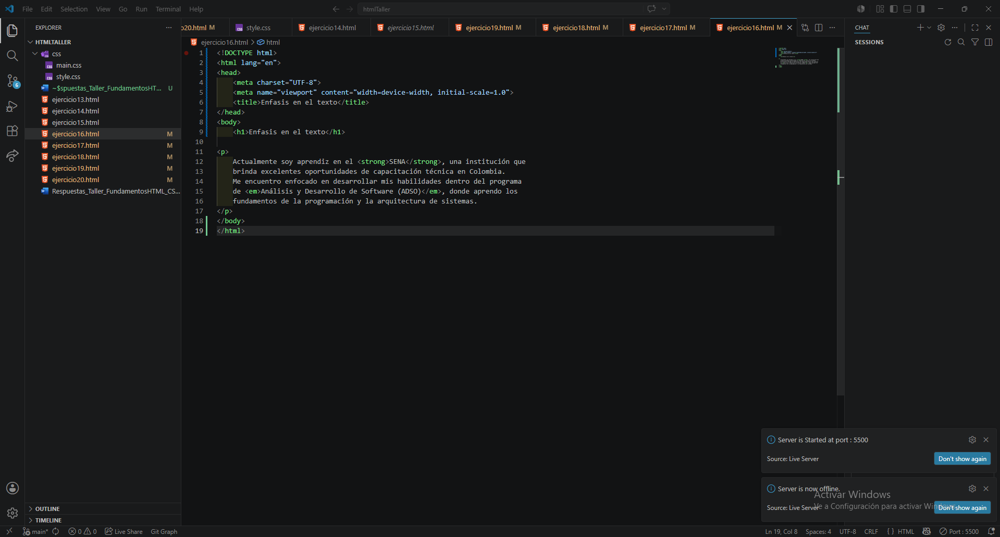 File Edit Selection View Go Run Terminal Help
htmlTaller
EXPLORER
o20.html M
style.css
ejercicio14.html
ejercicio15.html
ejercicio19.html M
ejercicio18.html M
ejercicio17.html M
ejercicio16.html M
CHAT
SESSIONS
HTMLTALLER
css
main.css
style.css
~$spuestas_Taller_FundamentosHT... U
ejercicio13.html
ejercicio14.html
ejercicio15.html
ejercicio16.html M
ejercicio17.html M
ejercicio18.html M
ejercicio19.html M
ejercicio20.html M
Respuestas_Taller_FundamentosHTML_CS...
6
OUTLINE
TIMELINE
ejercicio16.html > html
1 <!DOCTYPE html>
2 <html lang="en">
3 <head>
4     <meta charset="UTF-8">
5     <meta name="viewport" content="width=device-width, initial-scale=1.0">
6     <title>Enfasis en el texto</title>
7 </head>
8 <body>
9     <h1>Enfasis en el texto</h1>
10
11 <p>
12     Actualmente soy aprendiz en el <strong>SENA</strong>, una institución que
13     brinda excelentes oportunidades de capacitación técnica en Colombia.
14     Me encuentro enfocado en desarrollar mis habilidades dentro del programa
15     de <em>Análisis y Desarrollo de Software (ADSO)</em>, donde aprendo los
16     fundamentos de la programación y la arquitectura de sistemas.
17 </p>
18 </body>
19 </html>
Server is Started at port : 5500
Source: Live Server
Don't show again
Server is now offline.
Source: Live Server
Don't show again
Activar Windows
Ve a Configuración para activar Windows.
main* 0 0 Live Share Git Graph
Ln 19, Col 8 Spaces: 4 UTF-8 CRLF { } HTML Port : 5500